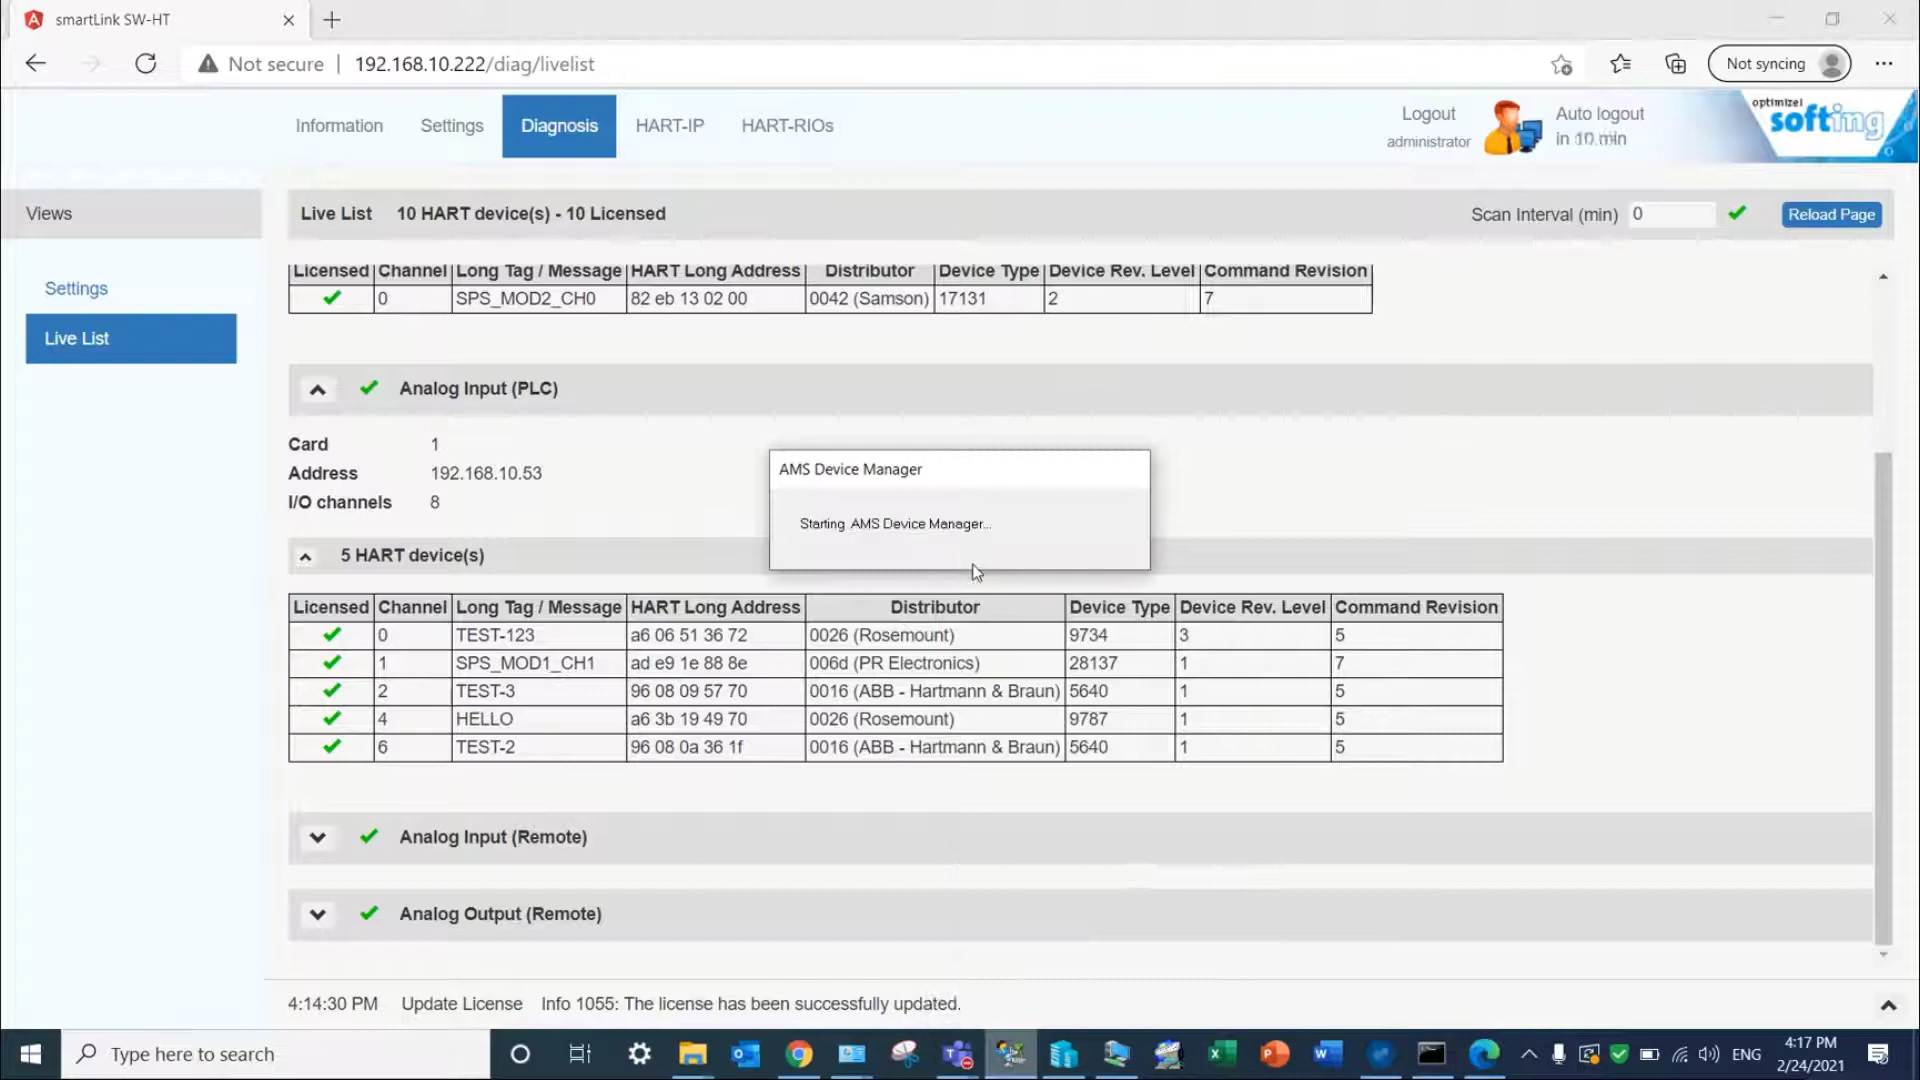 smartLink SW-HT
Not secure | 192.168.10.222/diag/livelist
Not syncing
Information Settings Diagnosis HART-IP HART-RIOs
Logout
administrator
Auto logout
in 10 min
optimize!
softing
Views
Settings
Live List
Live List 10 HART device(s) - 10 Licensed
Scan Interval (min) 0 Reload Page
Licensed Channel Long Tag / Message HART Long Address Distributor Device Type Device Rev. Level Command Revision
0 SPS_MOD2_CH0 82 eb 13 02 00 0042 (Samson) 17131 2 7
Analog Input (PLC)
Card 1
Address 192.168.10.53
I/O channels 8
AMS Device Manager
Starting AMS Device Manager...
5 HART device(s)
Licensed Channel Long Tag / Message HART Long Address Distributor Device Type Device Rev. Level Command Revision
0 TEST-123 a6 06 51 36 72 0026 (Rosemount) 9734 3 5
1 SPS_MOD1_CH1 ad e9 1e 88 8e 006d (PR Electronics) 28137 1 7
2 TEST-3 96 08 09 57 70 0016 (ABB - Hartmann & Braun) 5640 1 5
4 HELLO a6 3b 19 49 70 0026 (Rosemount) 9787 1 5
6 TEST-2 96 08 0a 36 1f 0016 (ABB - Hartmann & Braun) 5640 1 5
Analog Input (Remote)
Analog Output (Remote)
4:14:30 PM Update License Info 1055: The license has been successfully updated.
Type here to search
ENG
4:17 PM
2/24/2021